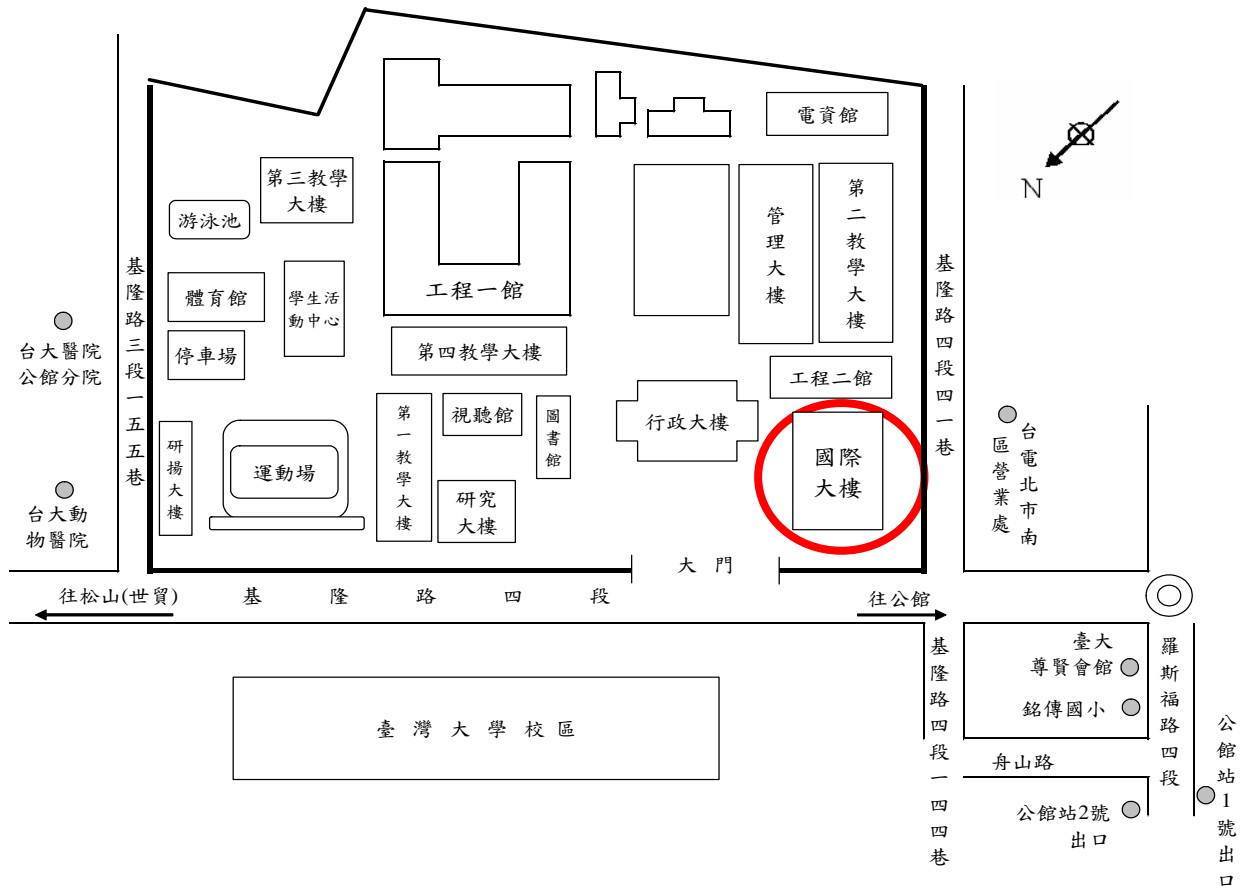 電資館
N
第三教學
大樓
游泳池
管理大樓
第二教學大樓
基隆路三段一五五巷
基隆路四段四一巷
體育館
學生活
動中心
工程一館
台大醫院
公館分院
停車場
第四教學大樓
工程二館
研揚大樓
運動場
第一教學大樓
視聽館
圖書館
行政大樓
國際
大樓
台電北市南
區營業處
研究
大樓
台大動
物醫院
大門
往松山(世貿)
基隆路四段
往公館
基隆路四段一四四巷
臺大
尊賢會館
銘傳國小
羅斯福路四段
臺灣大學校區
舟山路
公館站2號
出口
公館站1號出口